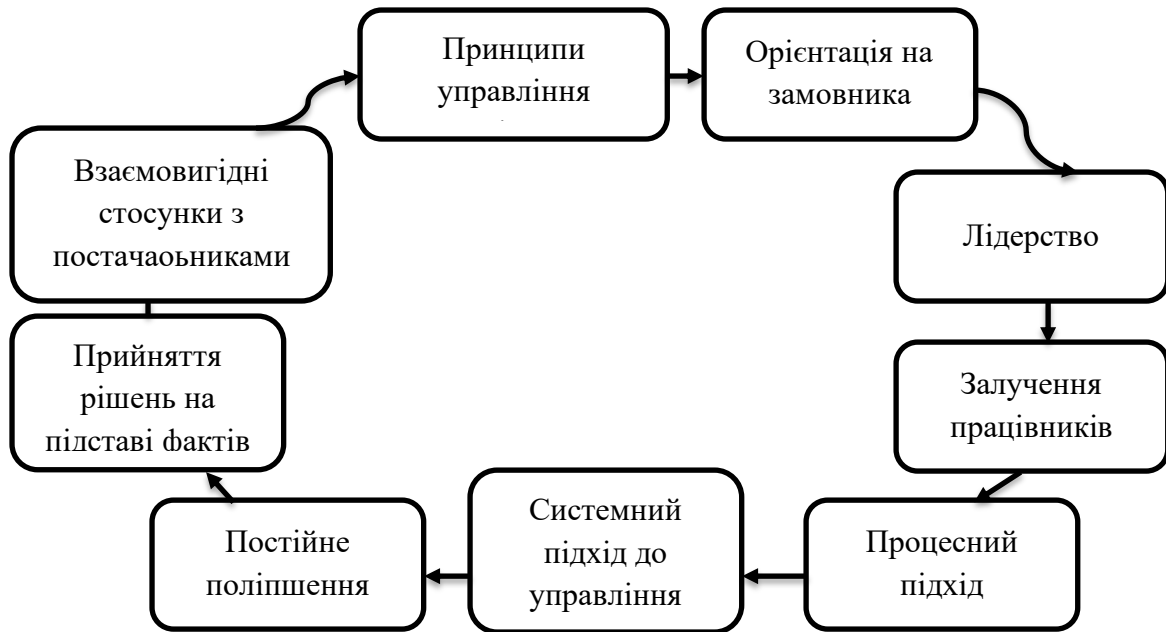 Принципи
управління
Орієнтація на
замовника
Лідерство
Залучення
працівників
Процесний
підхід
Системний
підхід до
управління
Постійне
поліпшення
Прийняття
рішень на
підставі фактів
Взаємовигідні
стосунки з
постачаоьниками